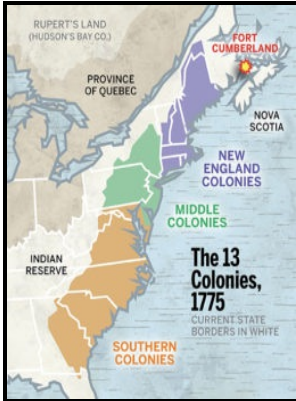 RUPERT'S LAND
(HUDSON'S BAY CO.)
FORT
CUMBERLAND
PROVINCE
OF QUEBEC
NOVA
SCOTIA
NEW
ENGLAND
COLONIES
MIDDLE
COLONIES
INDIAN
RESERVE
The 13
Colonies,
1775
CURRENT STATE
BORDERS IN WHITE
SOUTHERN
COLONIES